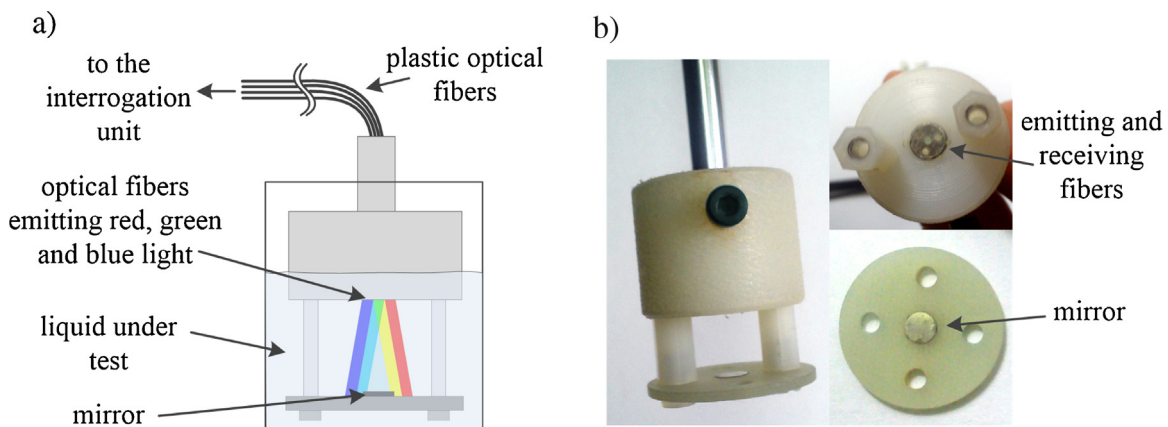 a)
to the
interrogation
unit
plastic optical
fibers
optical fibers
emitting red, green
and blue light
liquid under
test
mirror
b)
emitting and
receiving
fibers
mirror